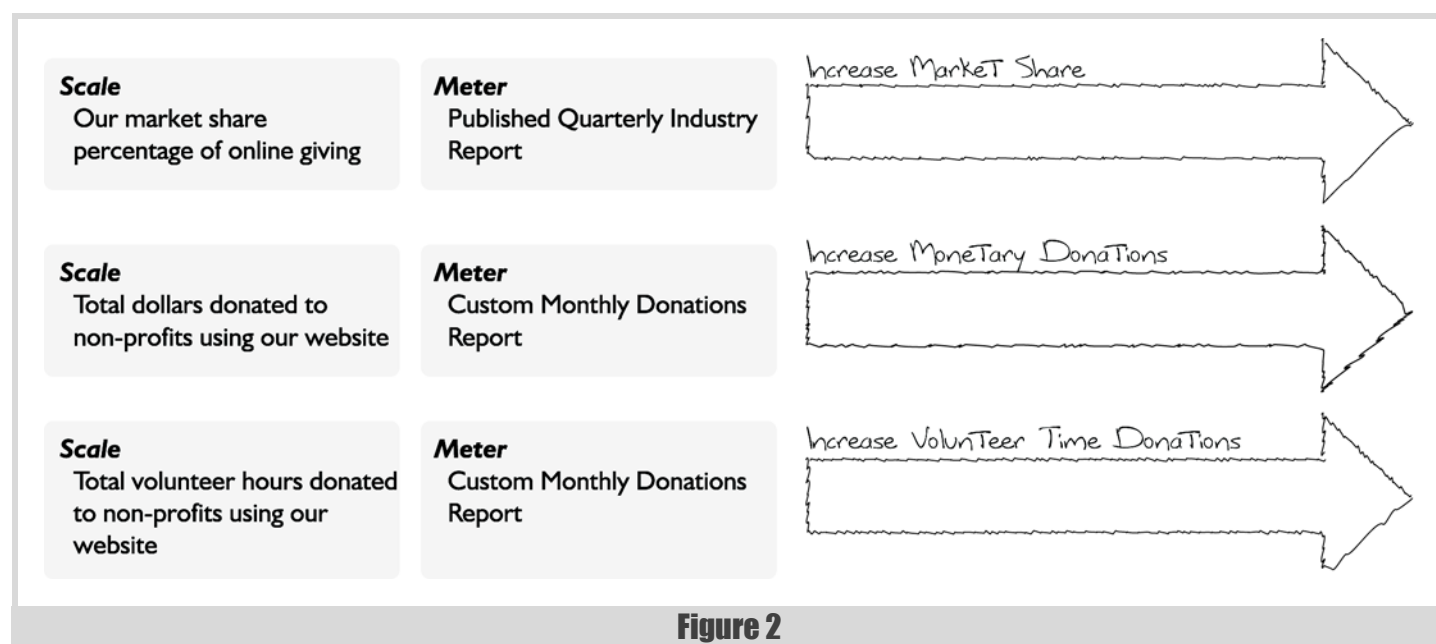 Scale
Our market share
percentage of online giving
Meter
Published Quarterly Industry
Report
Increase Market Share
Scale
Total dollars donated to
non-profits using our website
Meter
Custom Monthly Donations
Report
Increase Monetary Donations
Scale
Total volunteer hours donated
to non-profits using our
website
Meter
Custom Monthly Donations
Report
Increase Volunteer Time Donations
Figure 2